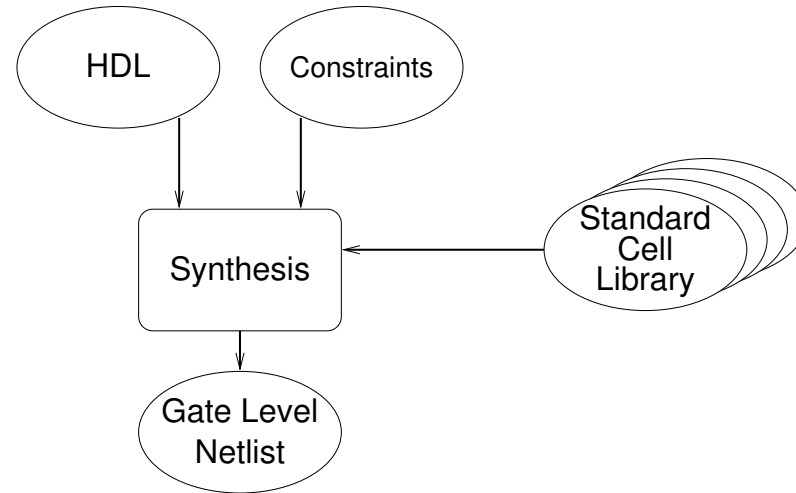 HDL
Constraints
Standard
Cell
Library
Synthesis
Gate Level
Netlist